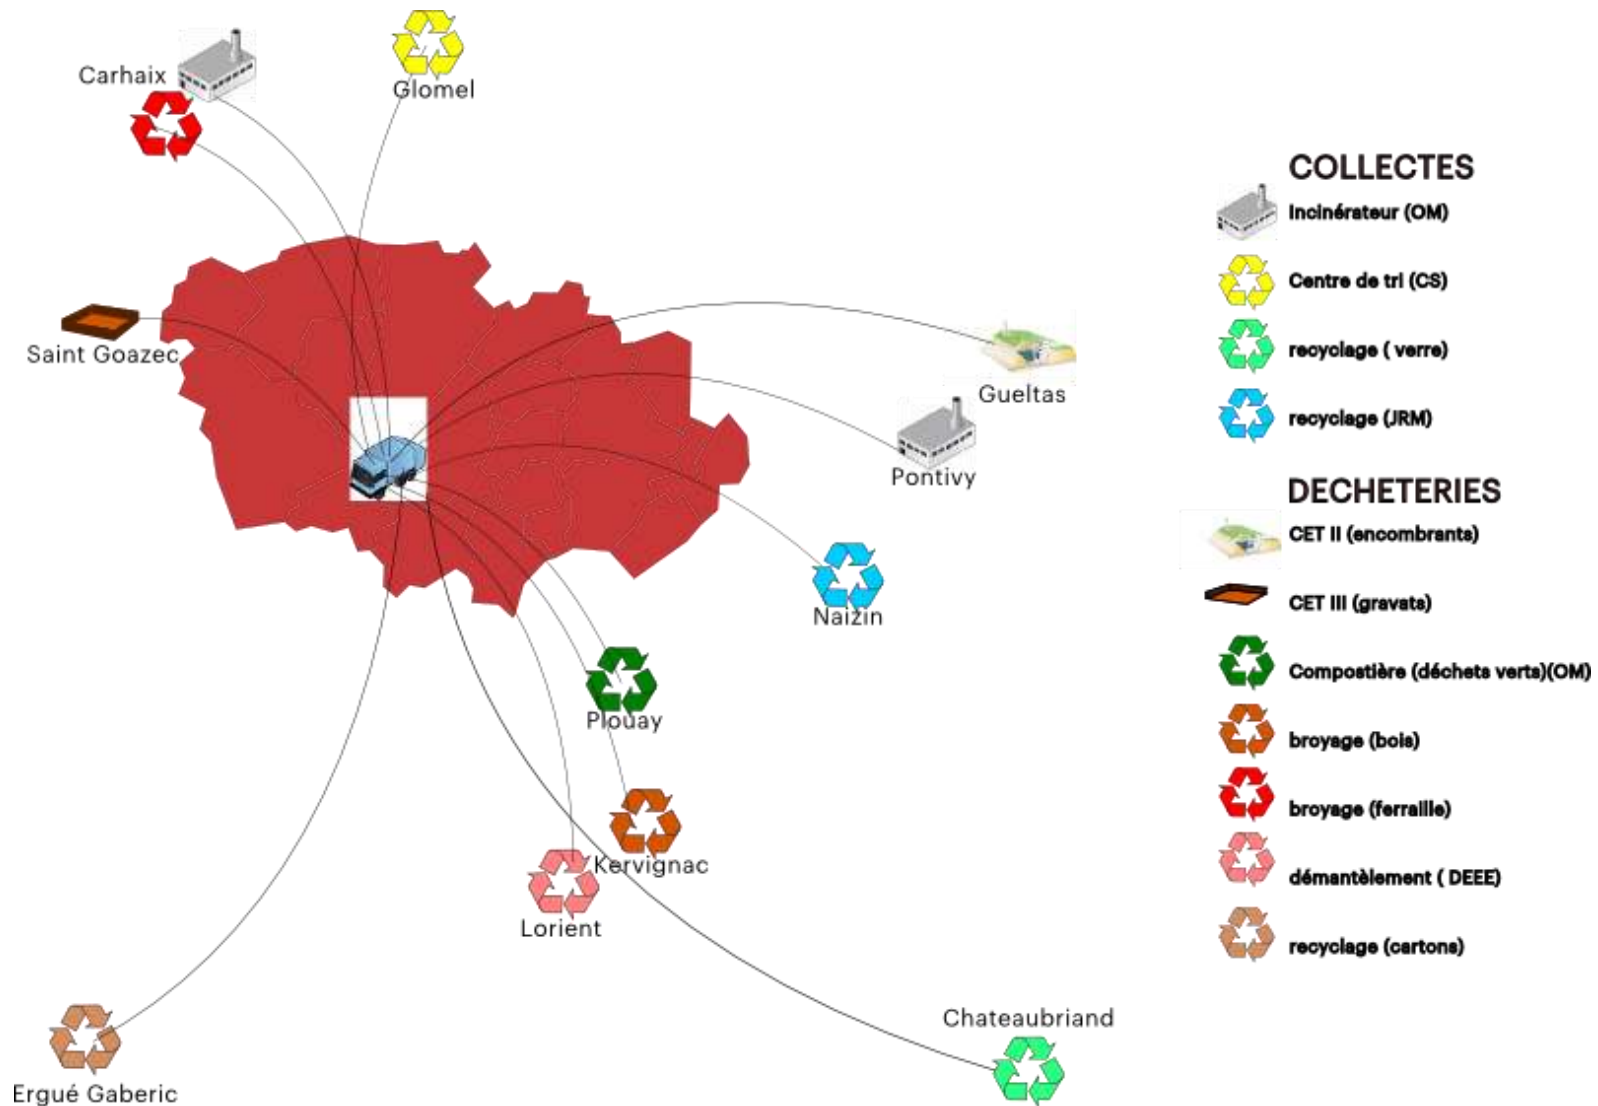 Carhaix
Glomel
Saint Goazec
Gueltas
Pontivy
Naizin
Plouay
Kervignac
Lorient
Chateaubriand
Ergué Gaberic
COLLECTES
Incinérateur (OM)
Centre de tri (CS)
recyclage ( verre)
recyclage (JRM)
DECHETERIES
CET II (encombrants)
CET III (gravats)
Compostière (déchets verts)(OM)
broyage (bois)
broyage (ferraille)
démantèlement ( DEEE)
recyclage (cartons)